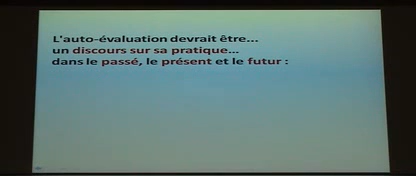 L'auto-évaluation devrait être...
un discours sur sa pratique...
dans le passé, le présent et le futur :